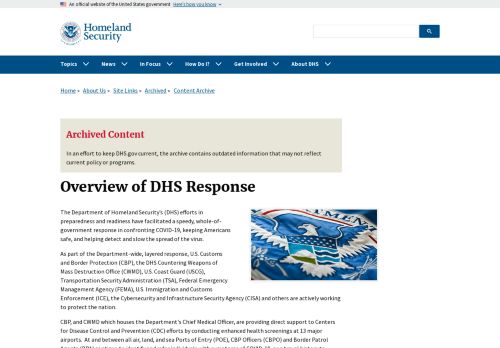 An official website of the United States government Here's how you know
Homeland
Security
Topics News In Focus How Do I? Get Involved About DHS
Home About Us Site Links Archived Content Archive
Archived Content
In an effort to keep DHS.gov current, the archive contains outdated information that may not reflect
current policy or programs.
Overview of DHS Response
The Department of Homeland Security's (DHS) efforts in
preparedness and readiness have facilitated a speedy, whole-of-
government response in confronting COVID-19, keeping Americans
safe, and helping detect and slow the spread of the virus.
As part of the Department-wide, layered response, U.S. Customs
and Border Protection (CBP), the DHS Countering Weapons of
Mass Destruction Office (CWMD), U.S. Coast Guard (USCG),
Transportation Security Administration (TSA), Federal Emergency
Management Agency (FEMA), U.S. Immigration and Customs
Enforcement (ICE), the Cybersecurity and Infrastructure Security Agency (CISA) and others are actively
working to protect the nation.
CBP, and CWMD which houses the Department's Chief Medical Officer, are providing direct support to Centers
for Disease Control and Prevention (CDC) efforts by conducting enhanced health screenings at 13 major
airports. At and between all air, land, and sea Ports of Entry (POE), CBP Officers (CBPO) and Border Patrol